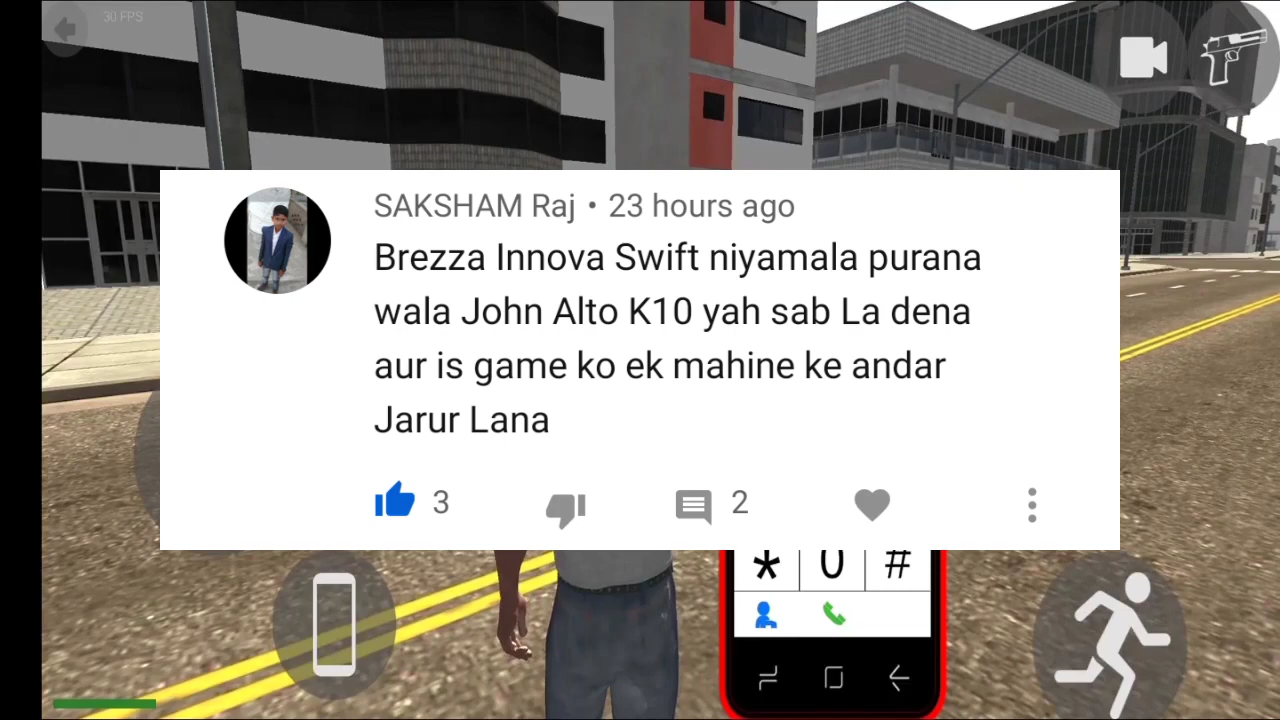 30 FPS
SAKSHAM Raj • 23 hours ago
Brezza Innova Swift niyamala purana
wala John Alto K10 yah sab La dena
aur is game ko ek mahine ke andar
Jarur Lana
3
2
* 0 #